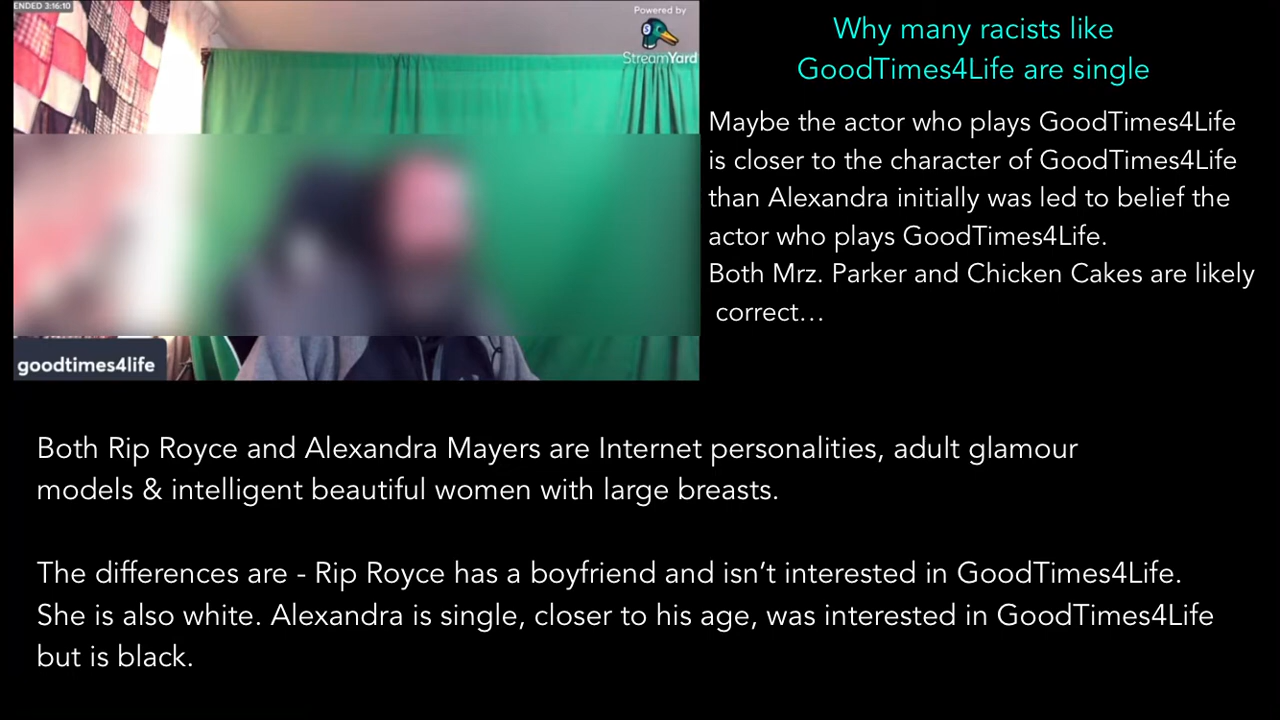 ENDED 3:16:10
Powered by
StreamYard
goodtimes4life
Why many racists like
GoodTimes4Life are single
Maybe the actor who plays GoodTimes4Life
is closer to the character of GoodTimes4Life
than Alexandra initially was led to belief the
actor who plays GoodTimes4Life.
Both Mrz. Parker and Chicken Cakes are likely
correct...
Both Rip Royce and Alexandra Mayers are Internet personalities, adult glamour
models & intelligent beautiful women with large breasts.
The differences are - Rip Royce has a boyfriend and isn't interested in GoodTimes4Life.
She is also white. Alexandra is single, closer to his age, was interested in GoodTimes4Life
but is black.